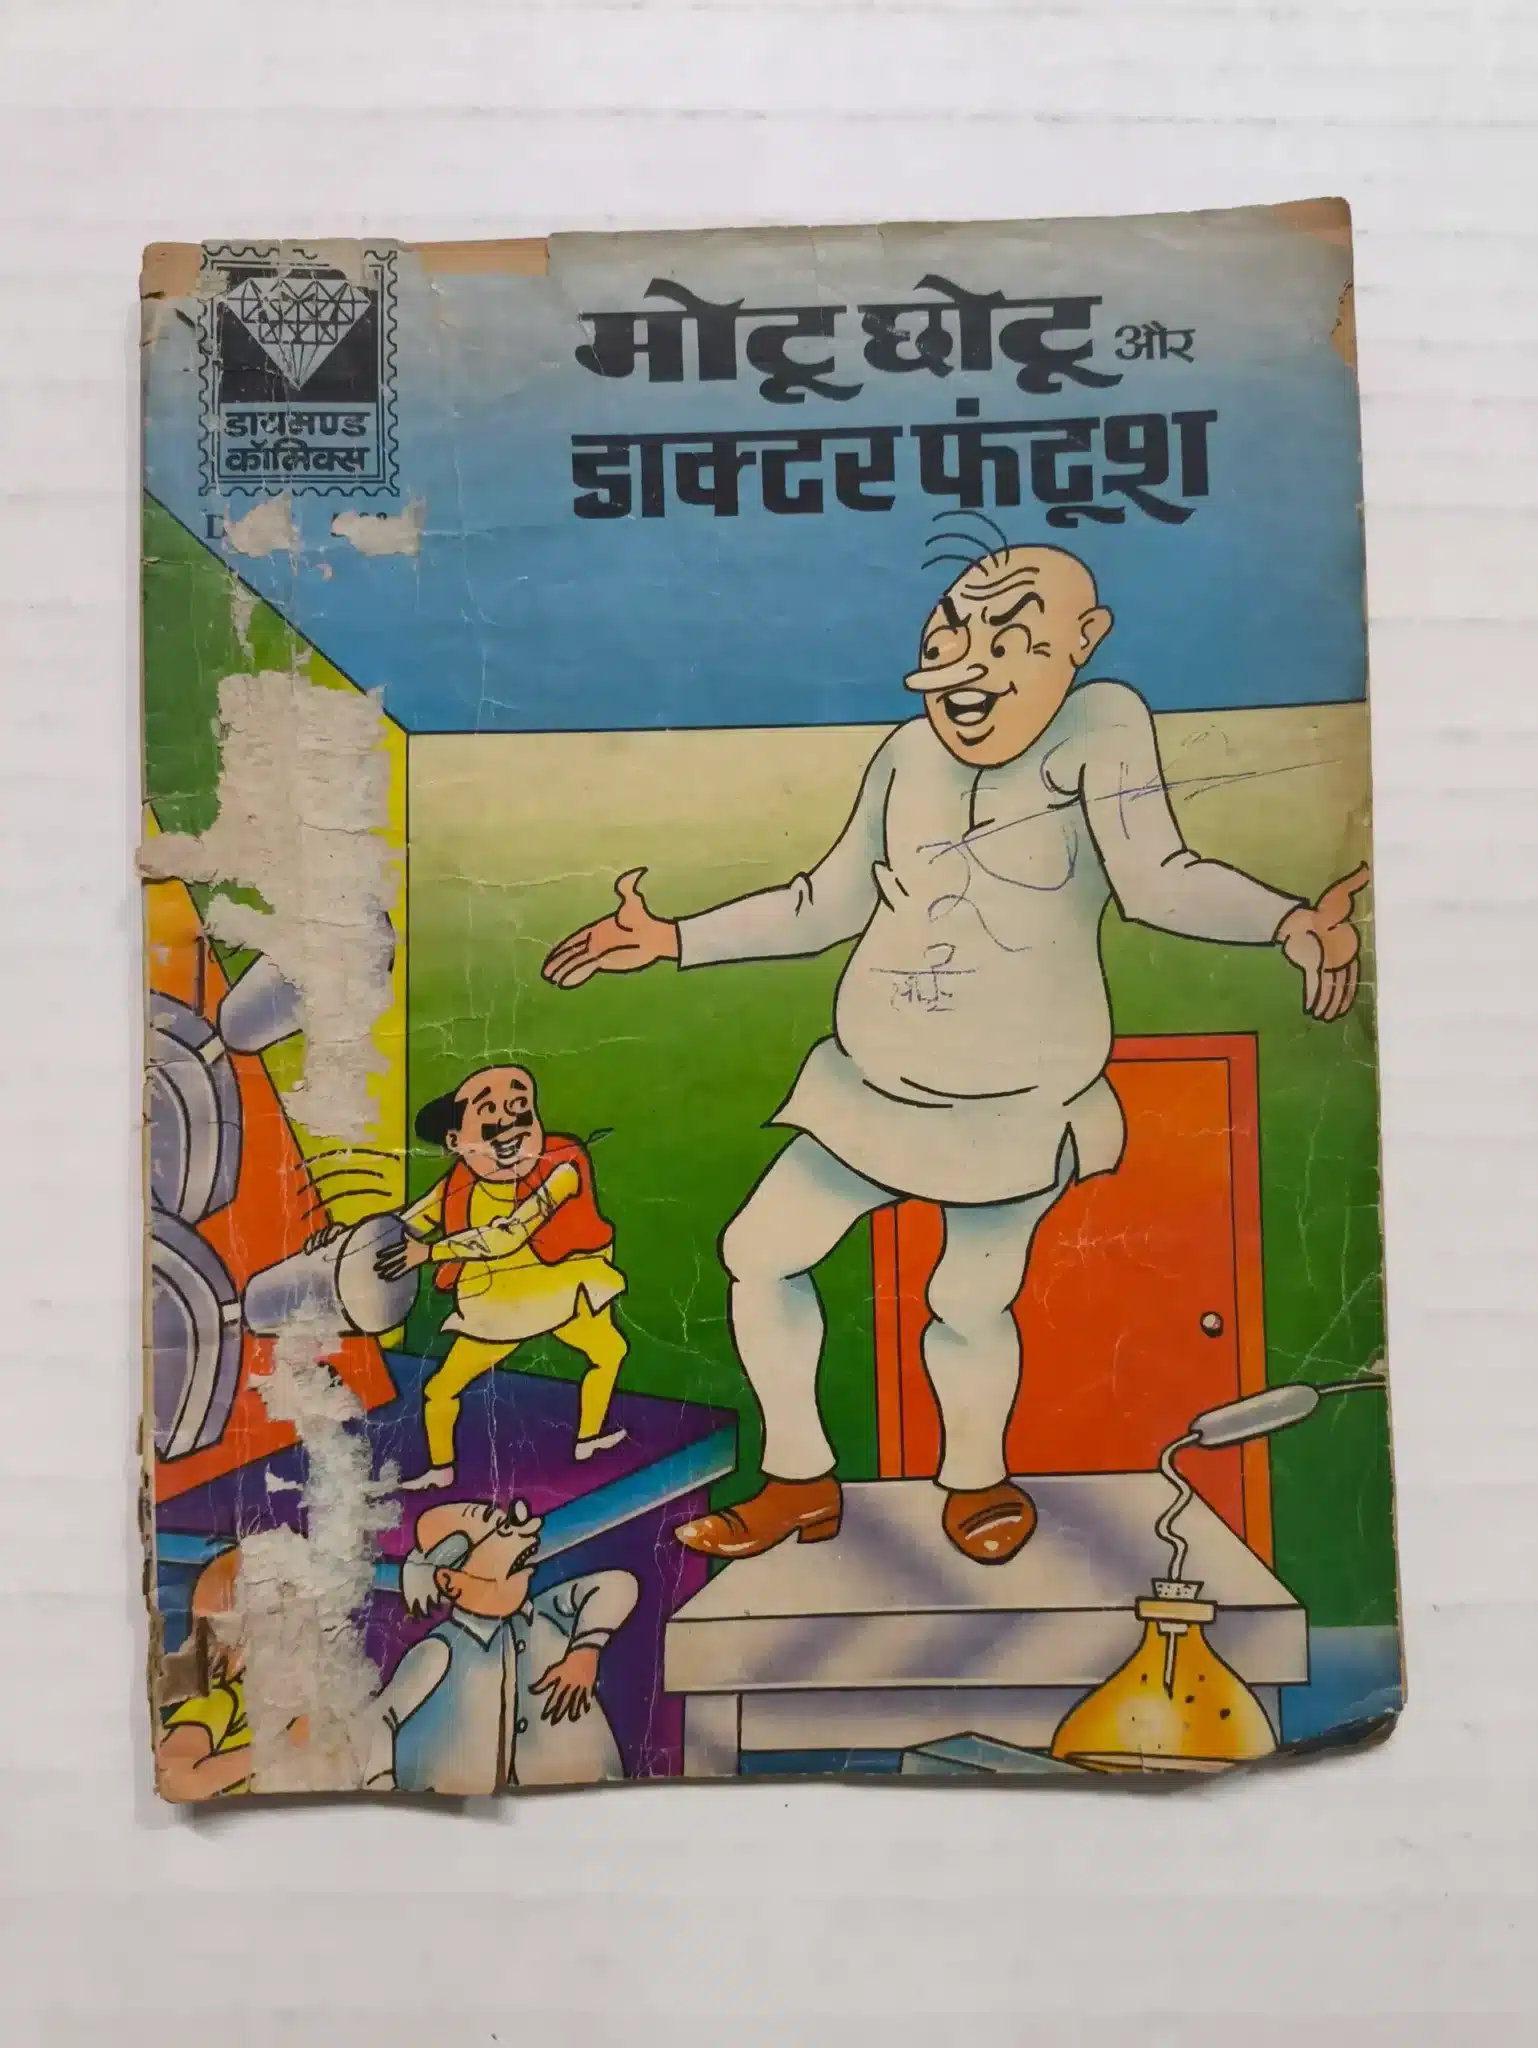 डायमण्ड
कॉमिक्स
मोटू छोटू और
डाक्टर फंटूश